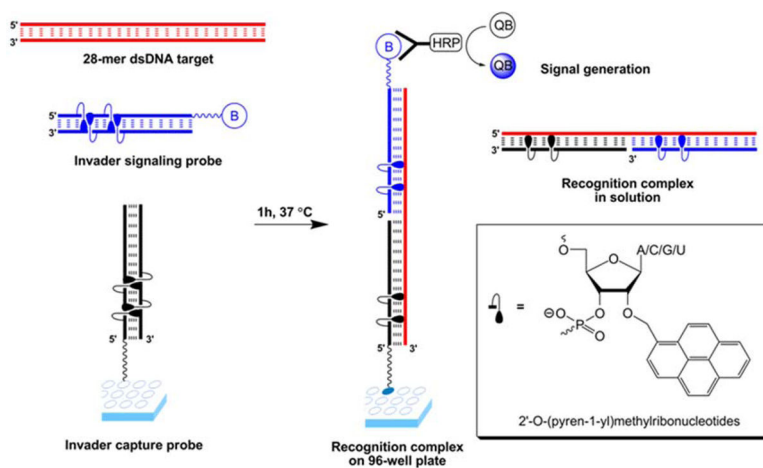 5'
3'
28-mer dsDNA target
5'
3'
B
Invader signaling probe
5'
3'
Invader capture probe
1h, 37 °C
B
HRP
QB
QB
Signal generation
5'
5'
3'
Recognition complex
on 96-well plate
5'
3'
3'
Recognition complex
in solution
=
O
O
A/C/G/U
O
O
⊖O
P
O
2'-O-(pyren-1-yl)methylribonucleotides